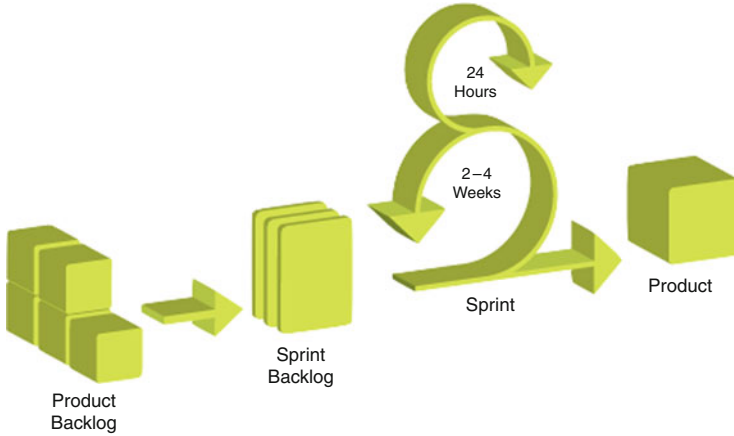 24
Hours
2–4
Weeks
Sprint
Product
Sprint
Backlog
Product
Backlog